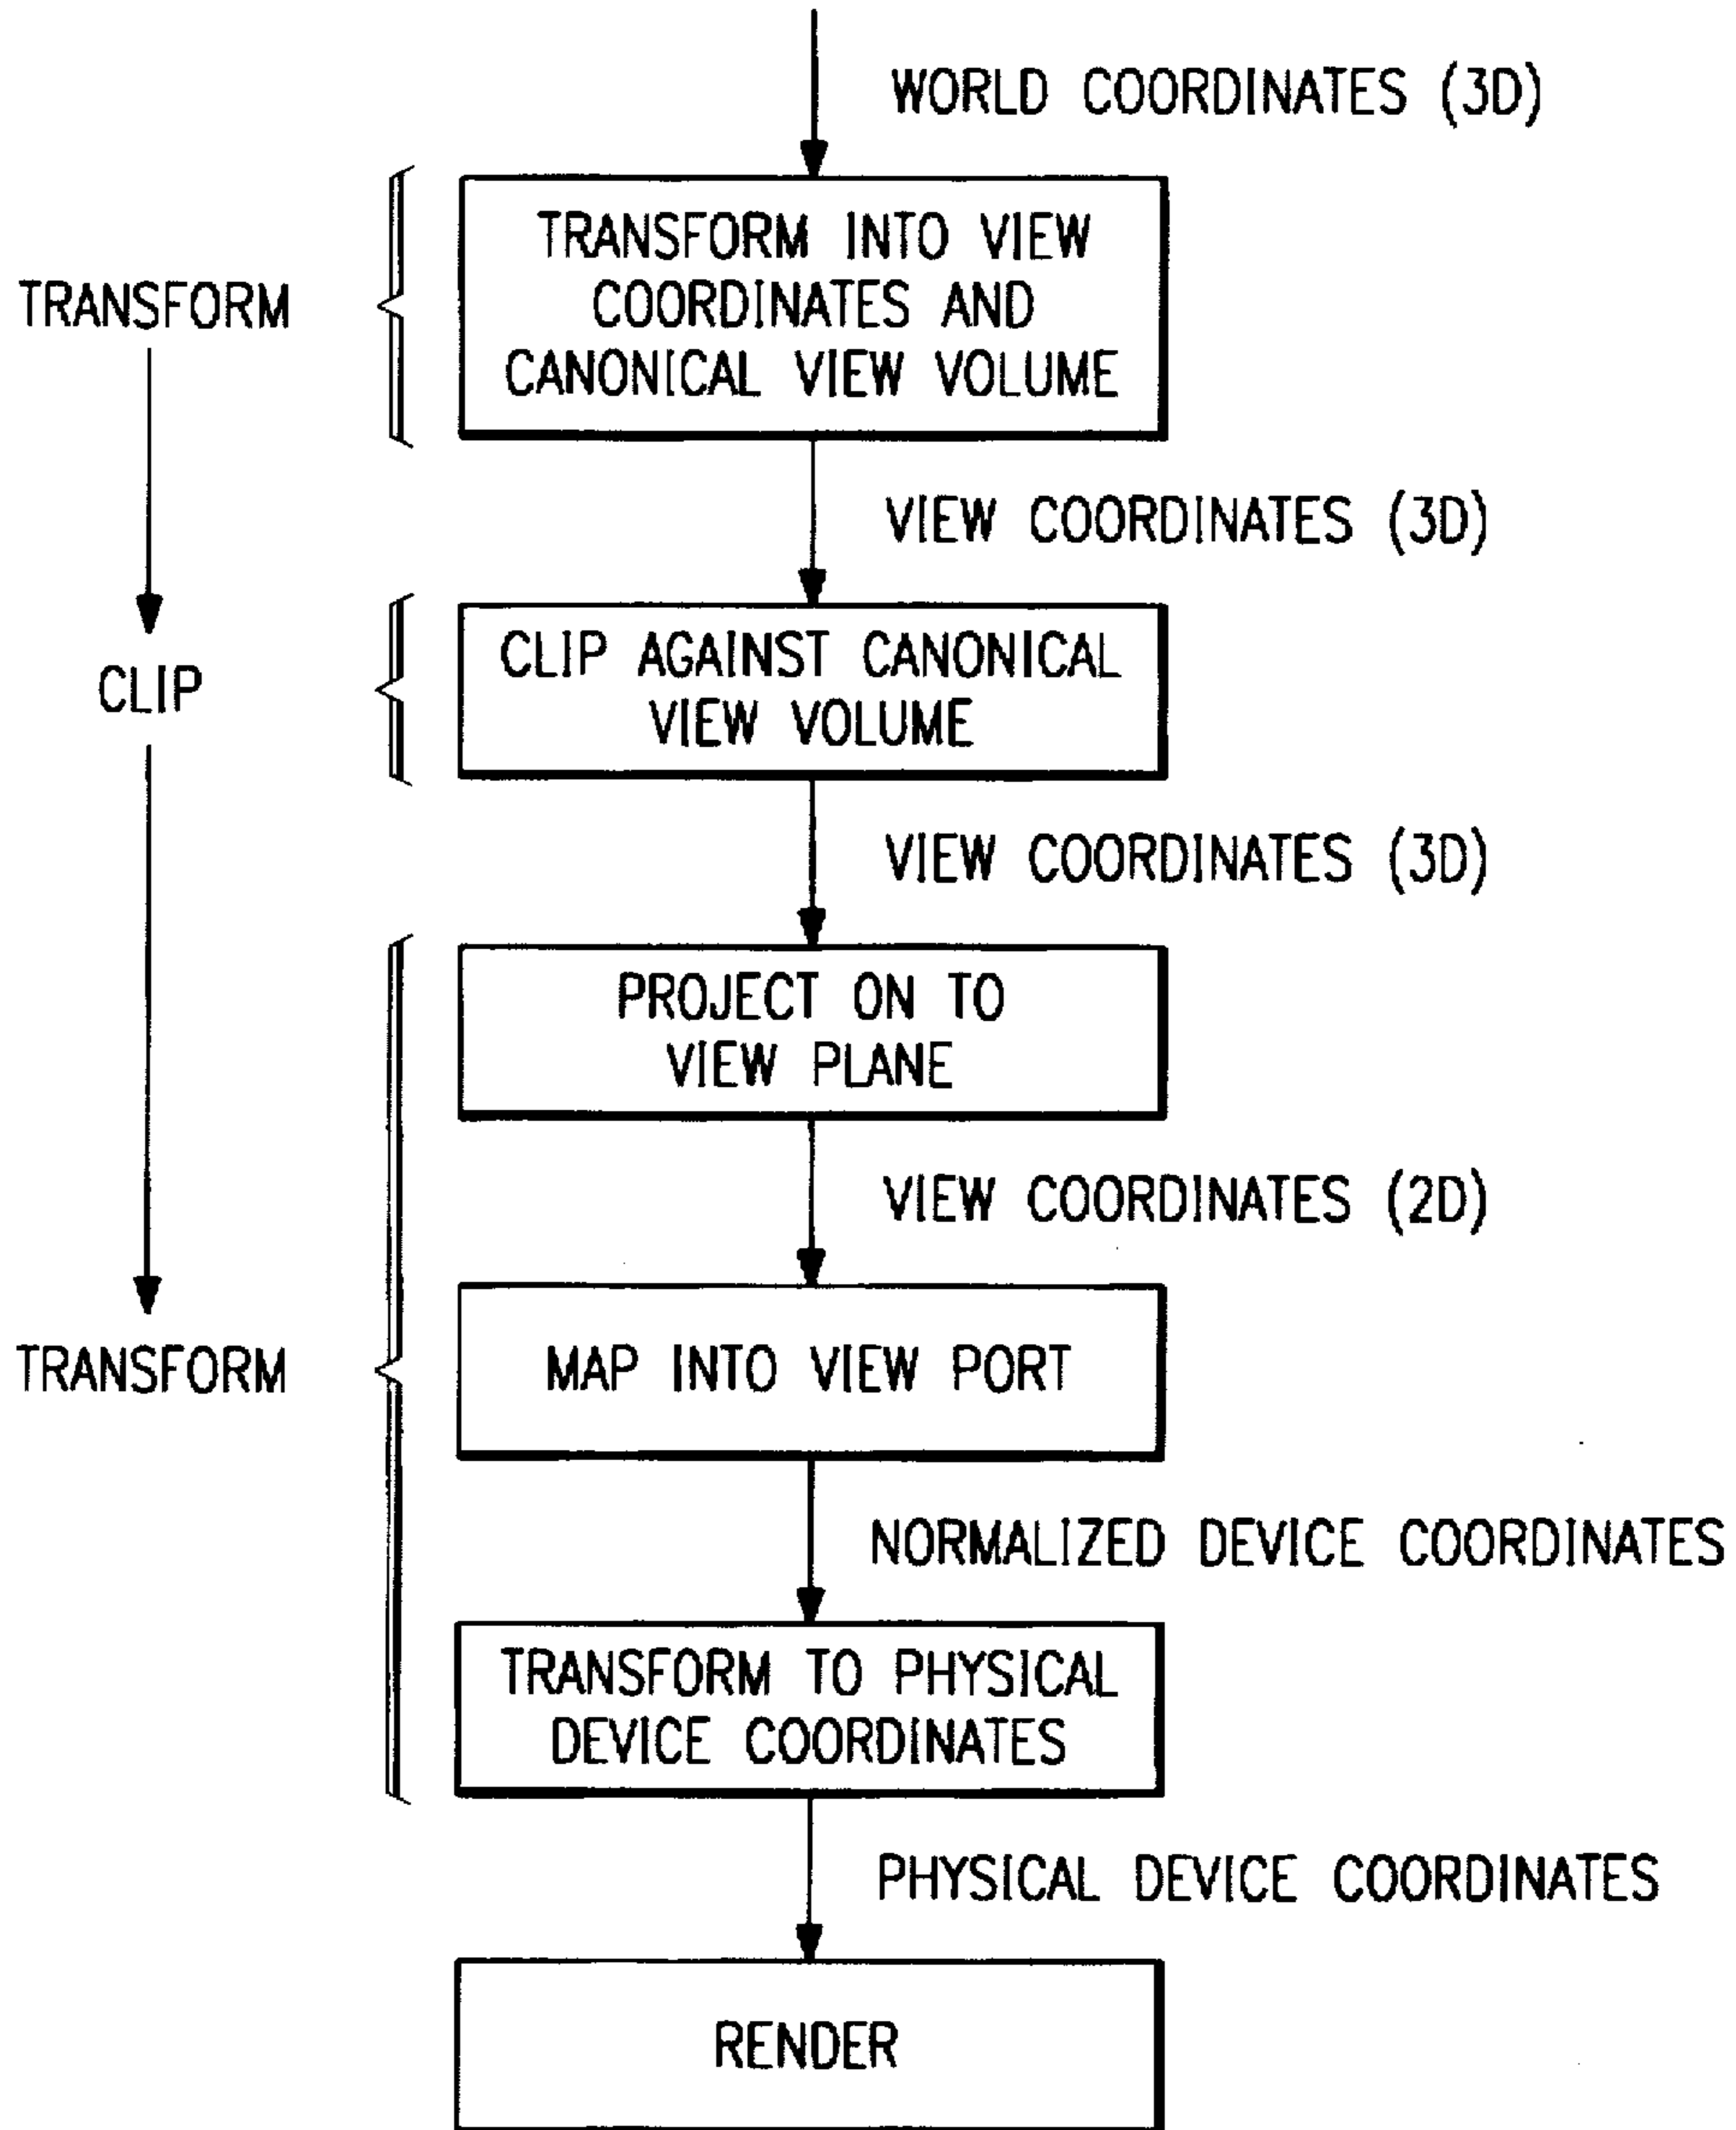 WORLD COORDINATES (3D)
TRANSFORM
TRANSFORM INTO VIEW
COORDINATES AND
CANONICAL VIEW VOLUME
VIEW COORDINATES (3D)
CLIP
CLIP AGAINST CANONICAL
VIEW VOLUME
VIEW COORDINATES (3D)
PROJECT ON TO
VIEW PLANE
VIEW COORDINATES (2D)
TRANSFORM
MAP INTO VIEW PORT
NORMALIZED DEVICE COORDINATES
TRANSFORM TO PHYSICAL
DEVICE COORDINATES
PHYSICAL DEVICE COORDINATES
RENDER